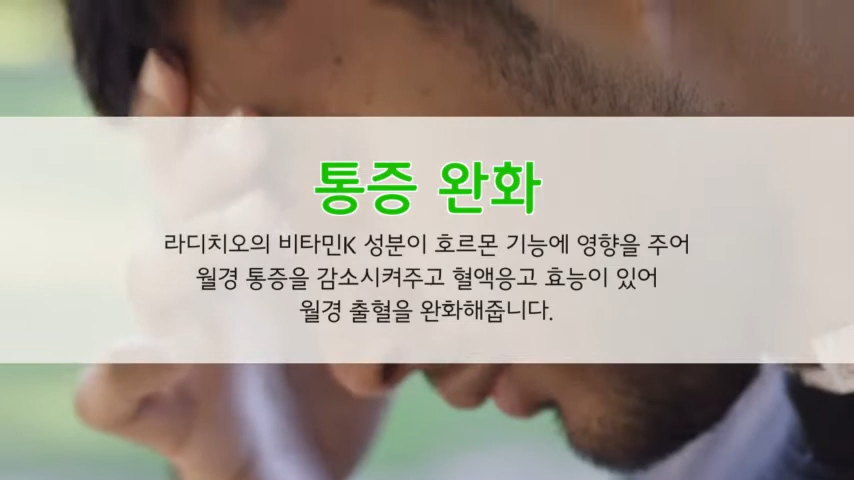 통증 완화
라디치오의 비타민K 성분이 호르몬 기능에 영향을 주어
월경 통증을 감소시켜주고 혈액응고 효능이 있어
월경 출혈을 완화해줍니다.